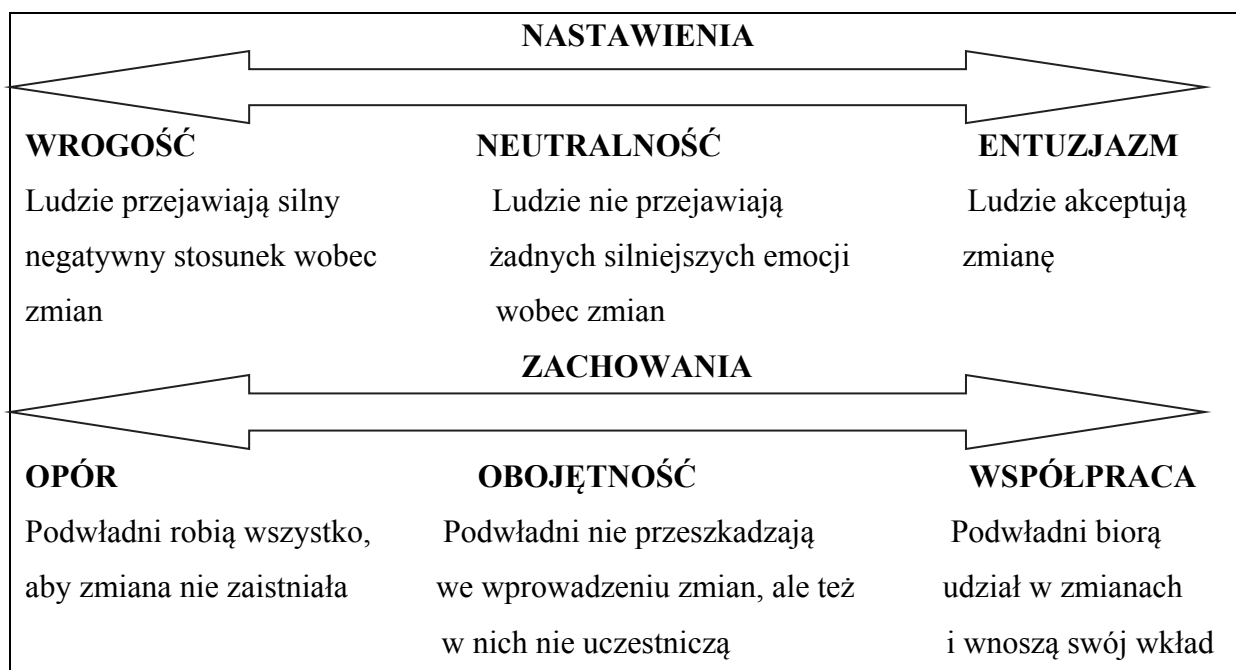 NASTAWIENIA
WROGOŚĆ NEUTRALNOŚĆ ENTUZJAZM
Ludzie przejawiają silny Ludzie nie przejawiają Ludzie akceptują
negatywny stosunek wobec żadnych silniejszych emocji zmianę
zmian wobec zmian
ZACHOWANIA
OPÓR OBOJĘTNOŚĆ WSPÓŁPRACA
Podwładni robią wszystko, Podwładni nie przeszkadzają Podwładni biorą
aby zmiana nie zaistniała we wprowadzeniu zmian, ale też udział w zmianach
w nich nie uczestniczą i wnoszą swój wkład